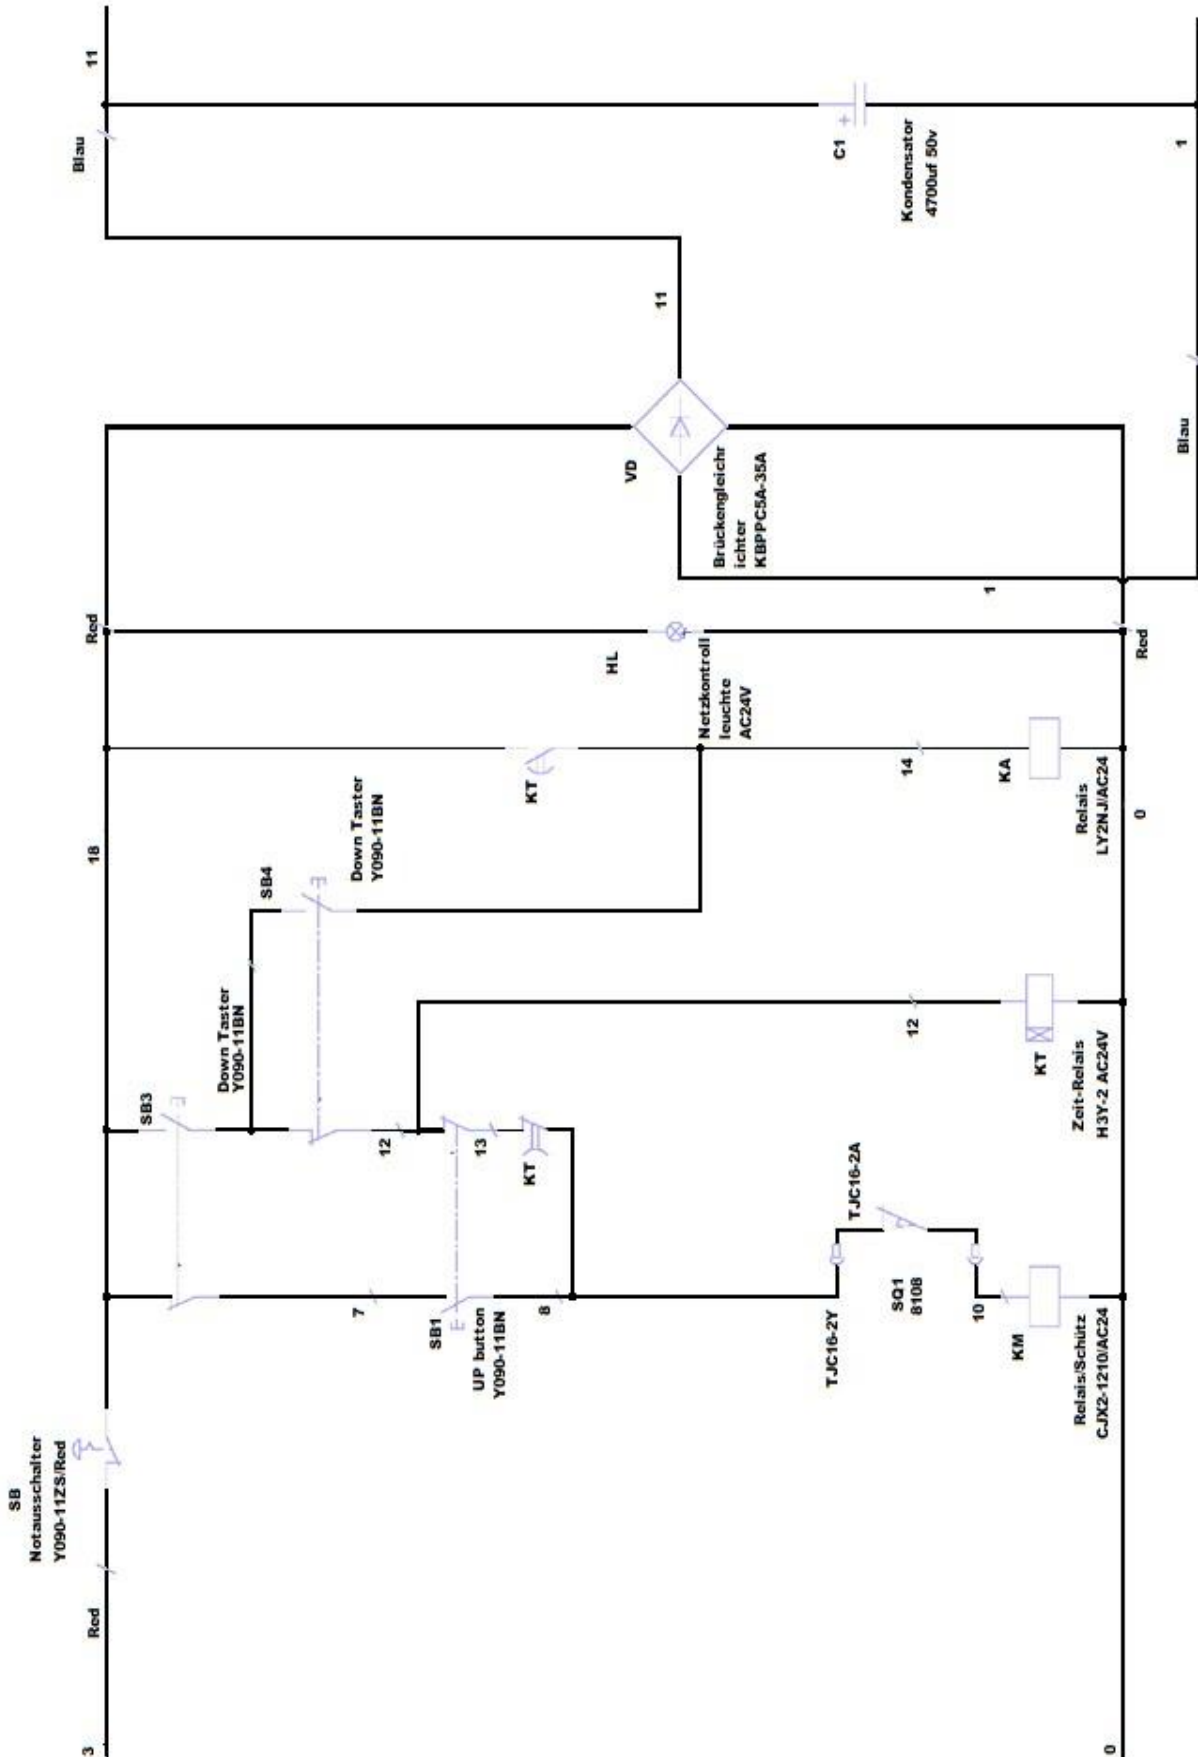 3
Red
SB
Notausschalter
Y090-11ZS/Red
SB3
18
Red
Blau
11
Down Taster
Y090-11BN
SB4
Down Taster
Y090-11BN
7
SB1
UP button
Y090-11BN
8
12
13
KT
KT
HL
Netzkontroll
leuchte
AC24V
VD
Brückengleichr
ichter
KBPPC5A-35A
11
C1
Kondensator
4700uf 50v
TJC16-2Y
TJC16-2A
SQ1
8108
10
KM
Relais/Schütz
CJX2-1210/AC24
12
KT
Zeit-Relais
H3Y-2 AC24V
14
KA
Relais
LY2NJ/AC24
1
0
0
Red
Blau
1